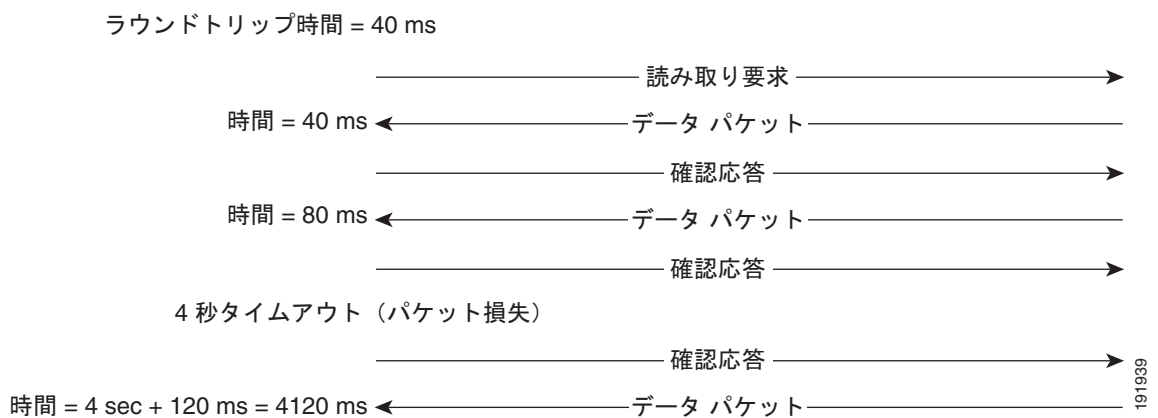 ラウンドトリップ時間 = 40 ms
読み取り要求
時間 = 40 ms データ パケット
確認応答
時間 = 80 ms データ パケット
確認応答
4 秒タイムアウト（パケット損失）
確認応答
時間 = 4 sec + 120 ms = 4120 ms データ パケット
191939